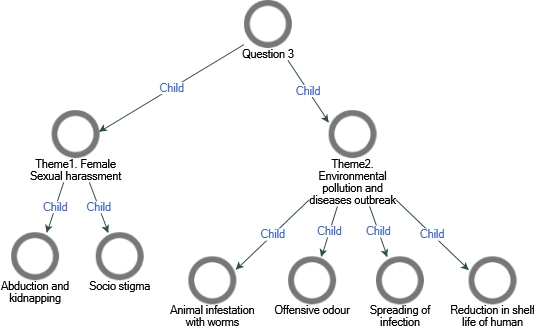 Question 3
Child
Child
Theme1. Female
Sexual harassment
Theme2.
Environmental
pollution and
diseases outbreak
Child
Child
Child
Child
Child
Child
Abduction and
kidnapping
Socio stigma
Animal infestation
with worms
Offensive odour
Spreading of
infection
Reduction in shelf
life of human